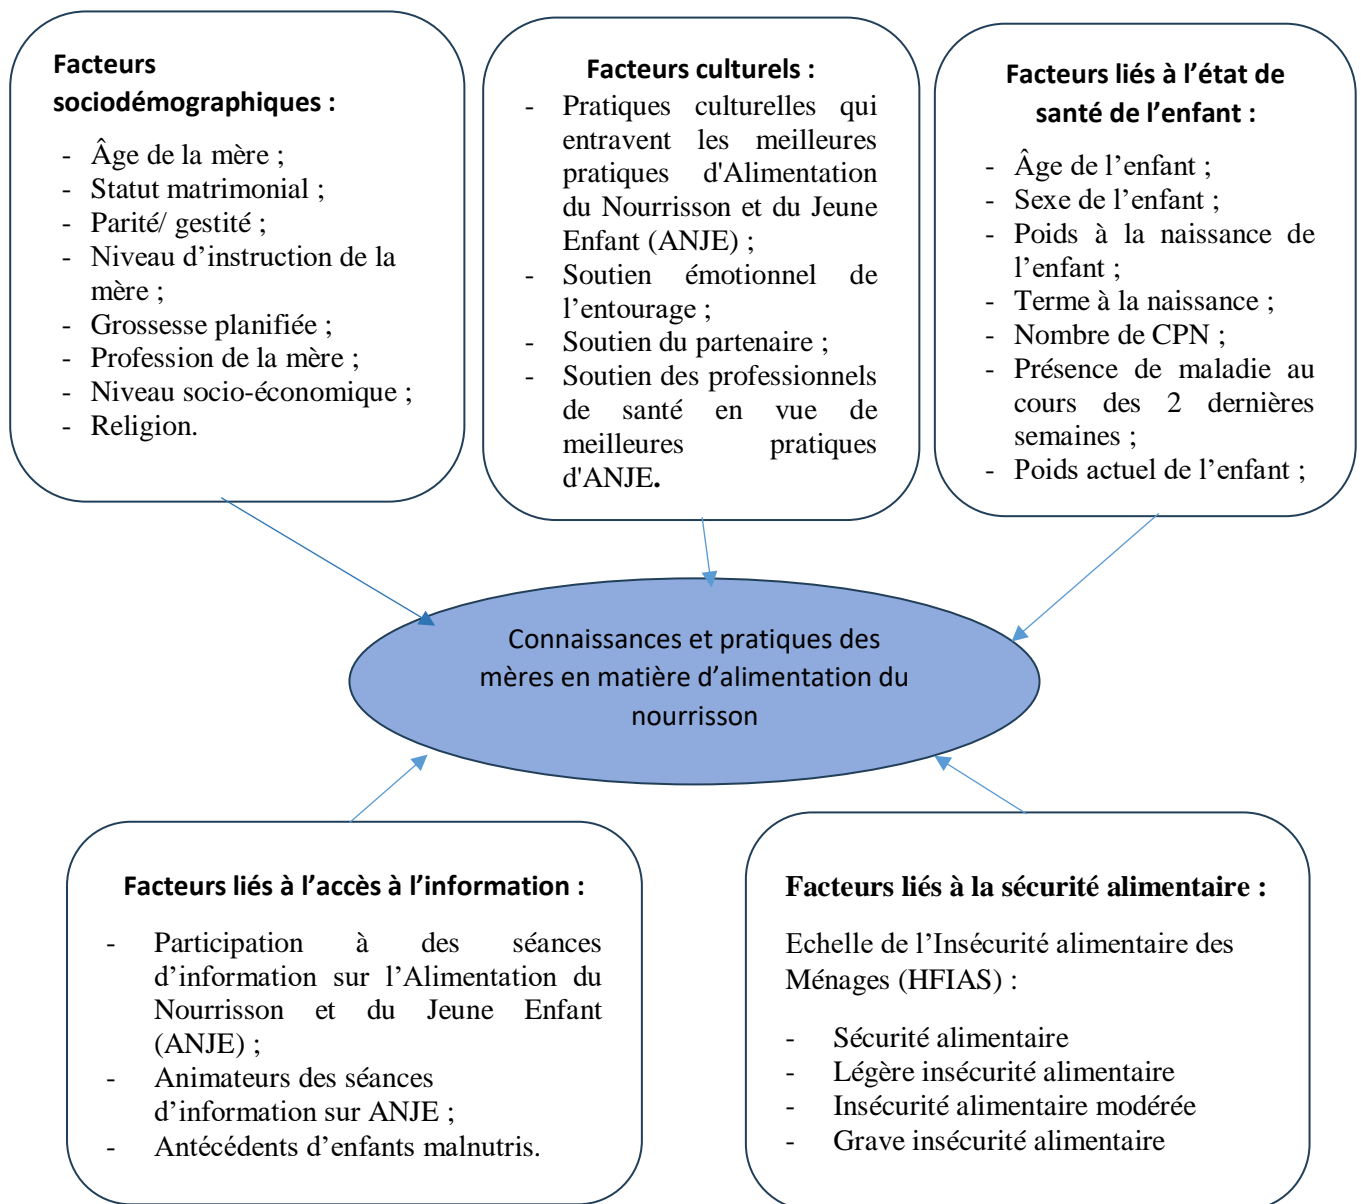 Facteurs
sociodémographiques :
- Âge de la mère ;
- Statut matrimonial ;
- Parité/ gestité ;
- Niveau d’instruction de la
mère ;
- Grossesse planifiée ;
- Profession de la mère ;
- Niveau socio-économique ;
- Religion.
Facteurs culturels :
- Pratiques culturelles qui
entravent les meilleures
pratiques d'Alimentation
du Nourrisson et du Jeune
Enfant (ANJE) ;
- Soutien émotionnel de
l’entourage ;
- Soutien du partenaire ;
- Soutien des professionnels
de santé en vue de
meilleures pratiques
d'ANJE.
Facteurs liés à l’état de
santé de l’enfant :
- Âge de l’enfant ;
- Sexe de l’enfant ;
- Poids à la naissance de
l’enfant ;
- Terme à la naissance ;
- Nombre de CPN ;
- Présence de maladie au
cours des 2 dernières
semaines ;
- Poids actuel de l’enfant ;
Connaissances et pratiques des
mères en matière d’alimentation du
nourrisson
Facteurs liés à l’accès à l’information :
- Participation à des séances
d’information sur l’Alimentation du
Nourrisson et du Jeune Enfant
(ANJE) ;
- Animateurs des séances
d’information sur ANJE ;
- Antécédents d’enfants malnutris.
Facteurs liés à la sécurité alimentaire :
Echelle de l’Insécurité alimentaire des
Ménages (HFIAS) :
- Sécurité alimentaire
- Légère insécurité alimentaire
- Insécurité alimentaire modérée
- Grave insécurité alimentaire